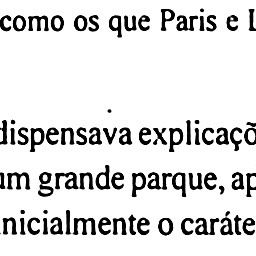 como os que Paris e
dispensava explicaçõ
um grande parque, ap
inicialmente o caráte